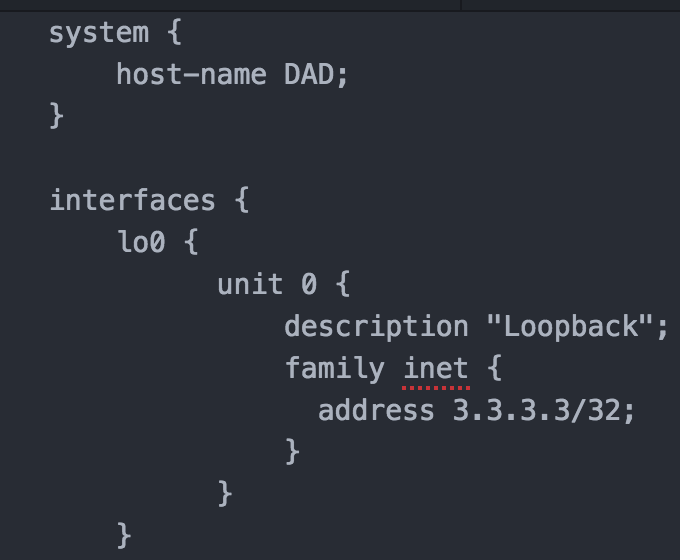 system {
host-name DAD;
}
interfaces {
lo0 {
unit 0 {
description "Loopback";
family inet {
address 3.3.3.3/32;
}
}
}